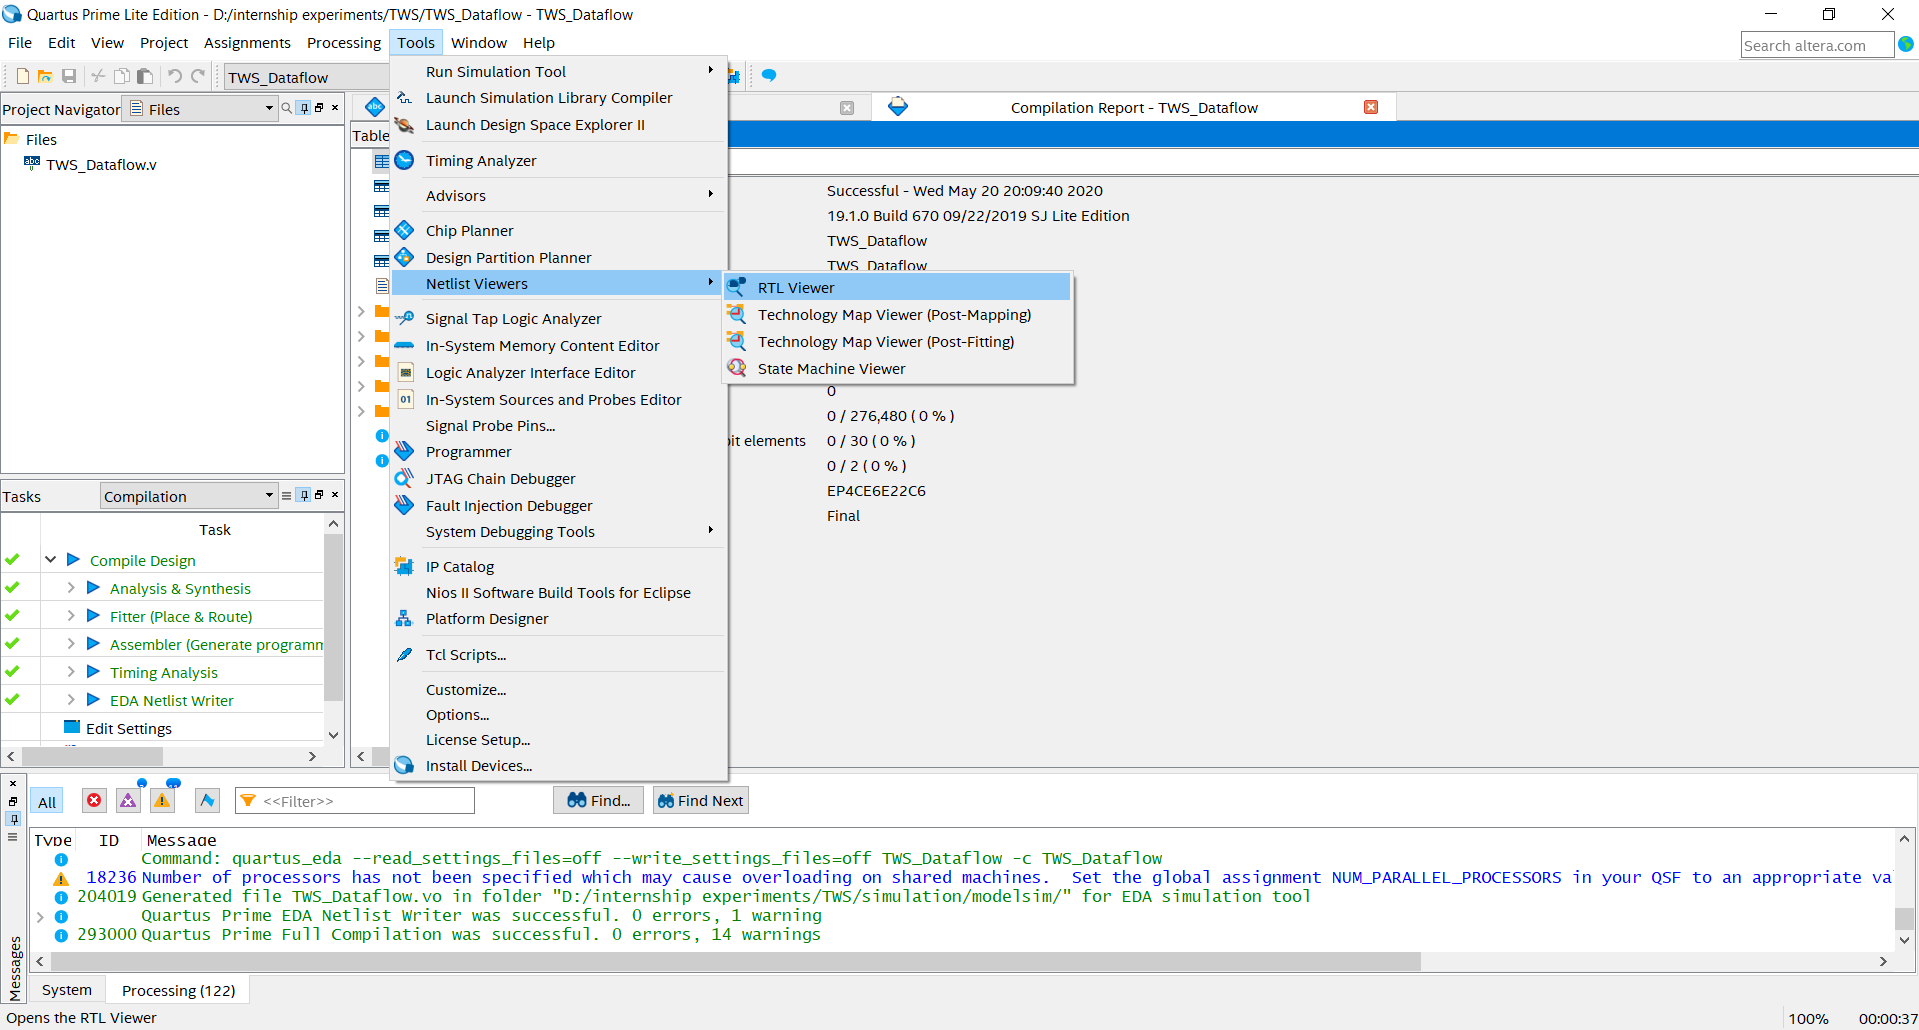 Quartus Prime Lite Edition - D:/internship experiments/TWS/TWS_Dataflow - TWS_Dataflow
File Edit View Project Assignments Processing Tools Window Help
Search altera.com
TWS_Dataflow
Project Navigator Files
Files
TWS_Dataflow.v
Table
Compilation Report - TWS_Dataflow
Run Simulation Tool
Launch Simulation Library Compiler
Launch Design Space Explorer II
Timing Analyzer
Advisors
Chip Planner
Design Partition Planner
Netlist Viewers
Signal Tap Logic Analyzer
In-System Memory Content Editor
Logic Analyzer Interface Editor
In-System Sources and Probes Editor
Signal Probe Pins...
Programmer
JTAG Chain Debugger
Fault Injection Debugger
System Debugging Tools
IP Catalog
Nios II Software Build Tools for Eclipse
Platform Designer
Tcl Scripts...
Customize...
Options...
License Setup...
Install Devices...
RTL Viewer
Technology Map Viewer (Post-Mapping)
Technology Map Viewer (Post-Fitting)
State Machine Viewer
Successful - Wed May 20 20:09:40 2020
19.1.0 Build 670 09/22/2019 SJ Lite Edition
TWS_Dataflow
TWS_Dataflow
0
0 / 276,480 ( 0 % )
bit elements 0 / 30 ( 0 % )
0 / 2 ( 0 % )
EP4CE6E22C6
Final
Tasks Compilation
Task
Compile Design
Analysis & Synthesis
Fitter (Place & Route)
Assembler (Generate programm
Timing Analysis
EDA Netlist Writer
Edit Settings
All <<Filter>> Find... Find Next
Type ID Message
Command: quartus_eda --read_settings_files=off --write_settings_files=off TWS_Dataflow -c TWS_Dataflow
18236 Number of processors has not been specified which may cause overloading on shared machines.  Set the global assignment NUM_PARALLEL_PROCESSORS in your QSF to an appropriate va
204019 Generated file TWS_Dataflow.vo in folder "D:/internship experiments/TWS/simulation/modelsim/" for EDA simulation tool
Quartus Prime EDA Netlist Writer was successful. 0 errors, 1 warning
293000 Quartus Prime Full Compilation was successful. 0 errors, 14 warnings
Messages
System Processing (122)
Opens the RTL Viewer
100% 00:00:37